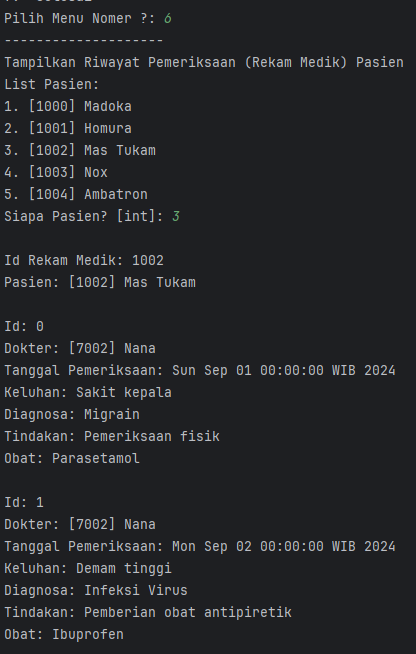 Pilih Menu Nomer ?: 6
--------------------
Tampilkan Riwayat Pemeriksaan (Rekam Medik) Pasien
List Pasien:
1. [1000] Madoka
2. [1001] Homura
3. [1002] Mas Tukam
4. [1003] Nox
5. [1004] Ambatron
Siapa Pasien? [int]: 3

Id Rekam Medik: 1002
Pasien: [1002] Mas Tukam

Id: 0
Dokter: [7002] Nana
Tanggal Pemeriksaan: Sun Sep 01 00:00:00 WIB 2024
Keluhan: Sakit kepala
Diagnosa: Migrain
Tindakan: Pemeriksaan fisik
Obat: Parasetamol

Id: 1
Dokter: [7002] Nana
Tanggal Pemeriksaan: Mon Sep 02 00:00:00 WIB 2024
Keluhan: Demam tinggi
Diagnosa: Infeksi Virus
Tindakan: Pemberian obat antipiretik
Obat: Ibuprofen